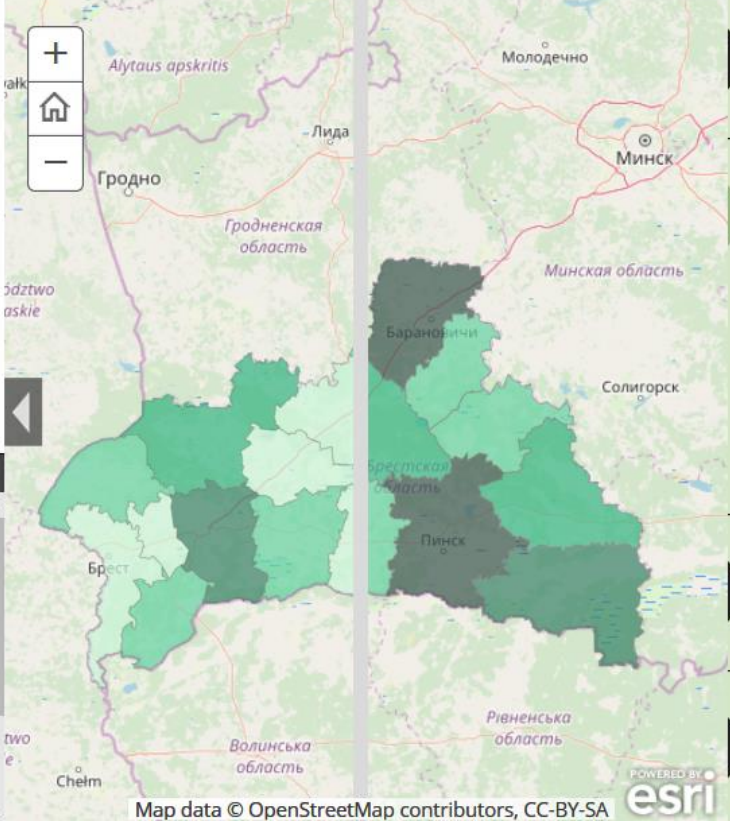 +
−
Alytaus apskritis
Молодечно
Лида
Минск
Гродно
Гродненская
область
Минская область
Барановичи
Солигорск
Брестская
область
Пинск
Брест
Рівненська
область
Волинська
область
Chełm
POWERED BY
esri
Map data © OpenStreetMap contributors, CC-BY-SA